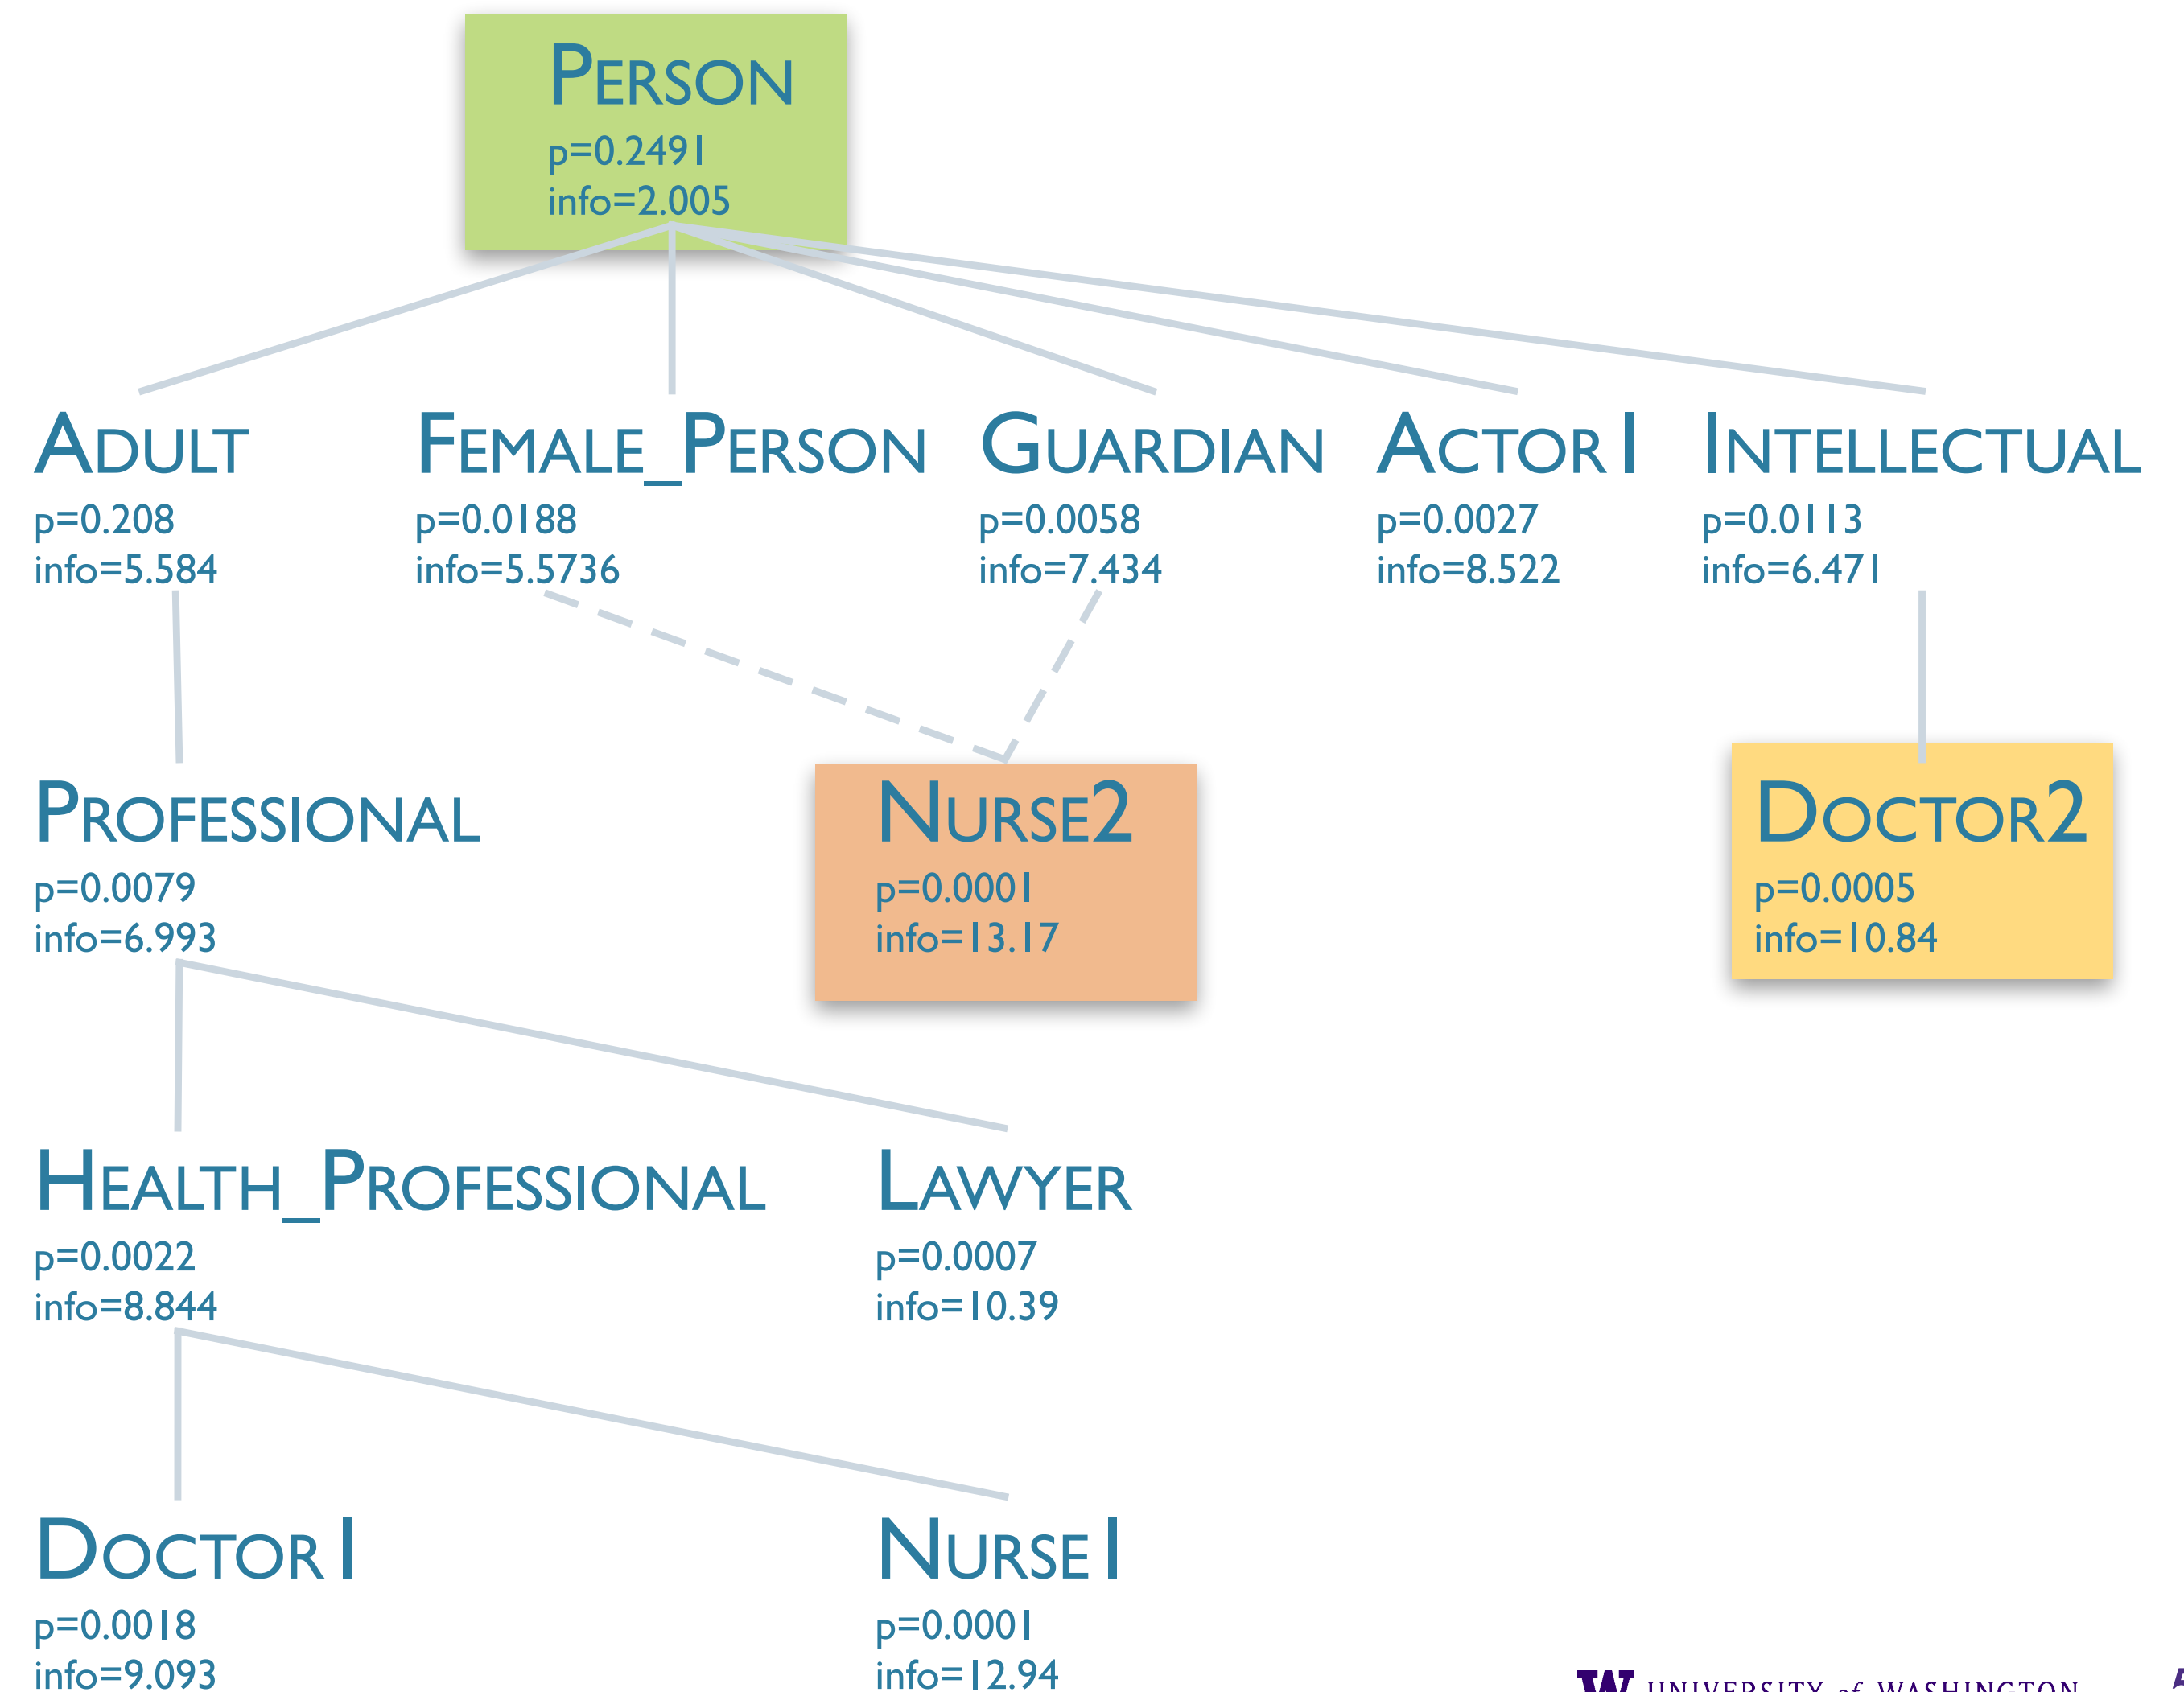 PERSON
p=0.2491
info=2.005
ADULT
p=0.208
info=5.584
FEMALE_PERSON
p=0.0188
info=5.5736
GUARDIAN
p=0.0058
info=7.434
ACTOR1
p=0.0027
info=8.522
INTELLECTUAL
p=0.0113
info=6.471
PROFESSIONAL
p=0.0079
info=6.993
NURSE2
p=0.0001
info=13.17
DOCTOR2
p=0.0005
info=10.84
HEALTH_PROFESSIONAL
p=0.0022
info=8.844
LAWYER
p=0.0007
info=10.39
DOCTOR1
p=0.0018
info=9.093
NURSE1
p=0.0001
info=12.94
W UNIVERSITY of WASHINGTON